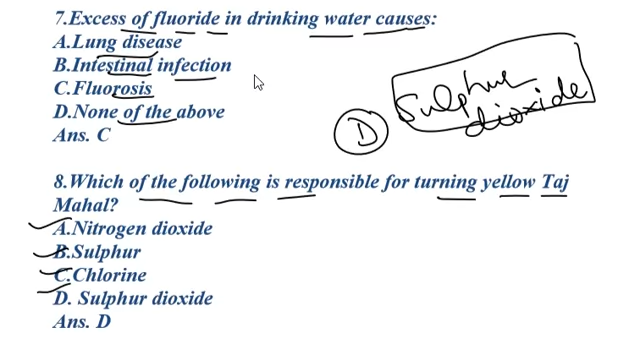 7.Excess of fluoride in drinking water causes:
A.Lung disease
B.Intestinal infection
C.Fluorosis
D.None of the above
Ans. C
D
Sulphur
dioxide
8.Which of the following is responsible for turning yellow Taj
Mahal?
A.Nitrogen dioxide
B.Sulphur
C.Chlorine
D. Sulphur dioxide
Ans. D